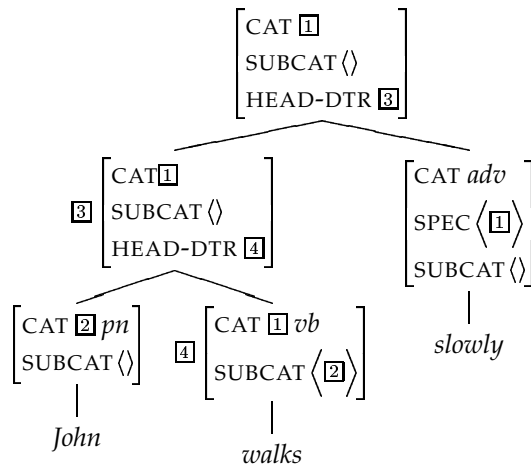 CAT 1
SUBCAT ⟨⟩
HEAD-DTR 3
3
CAT 1
SUBCAT ⟨⟩
HEAD-DTR 4
CAT adv
SPEC ⟨1⟩
SUBCAT ⟨⟩
CAT 2 pn
SUBCAT ⟨⟩
4
CAT 1 vb
SUBCAT ⟨2⟩
slowly
John
walks